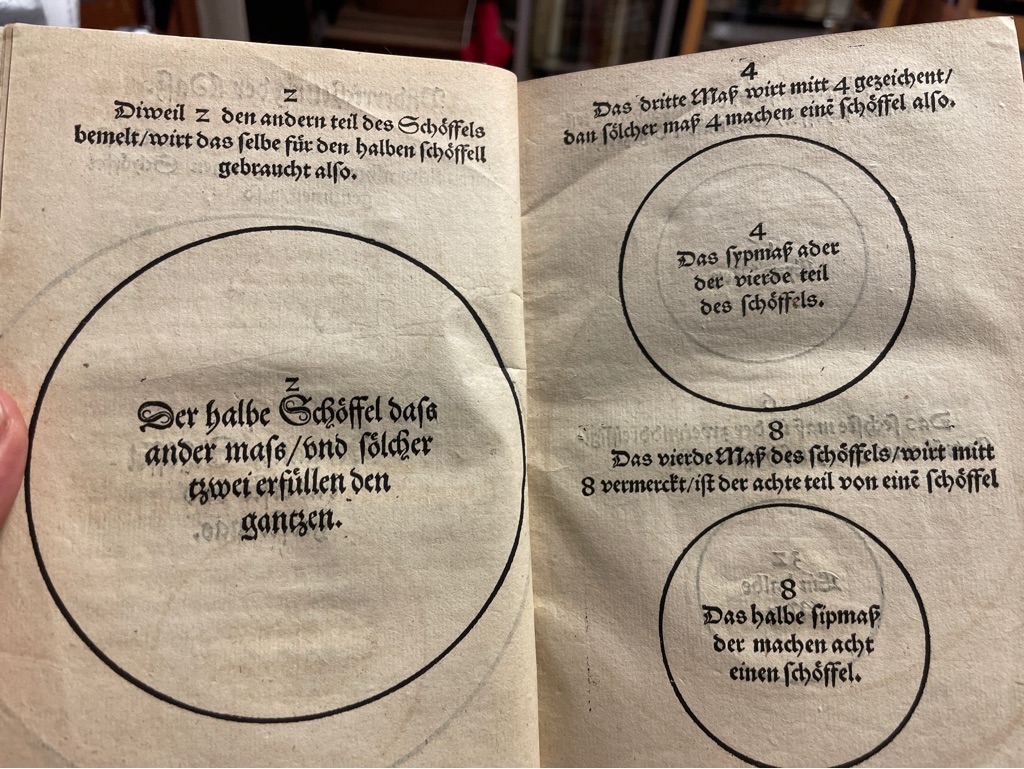 2
Diweil 2 den andern teil des Schöffels
bemelt/wirt das selbe für den halben schöffell
gebraucht also.
2
Der halbe Schöffel dass
ander mass/vnd sölcher
tzwei erfüllen den
gantzen.
4
Das dritte Maß wirt mitt 4 gezeichent/
dan sölcher maß 4 machen einē schöffel also.
4
Das sypmaß ader
der vierde teil
des schöffels.
8
Das vierde Maß des schöffels/wirt mitt
8 vermerckt/ist der achte teil von einē schöffel
8
Das halbe sipmaß
der machen acht
einen schöffel.